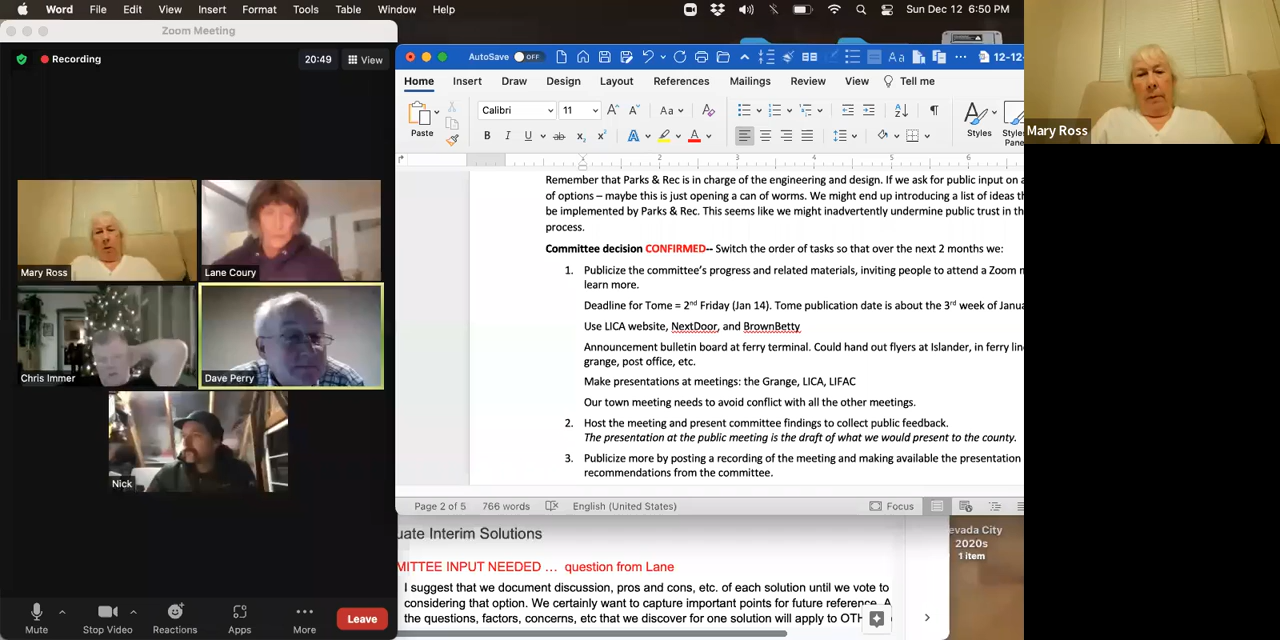 Word File Edit View Insert Format Tools Table Window Help Sun Dec 12 6:50 PM
Zoom Meeting
Recording 20:49 View
Mary Ross
Lane Coury
Chris Immer
Dave Perry
Nick
Mute Stop Video Reactions Apps More Leave
AutoSave OFF 12-12-
Home Insert Draw Design Layout References Mailings Review View Tell me
Paste Calibri 11 Styles Styles Pane
2 3 4 5 6
Remember that Parks & Rec is in charge of the engineering and design. If we ask for public input on a
of options – maybe this is just opening a can of worms. We might end up introducing a list of ideas th
be implemented by Parks & Rec. This seems like we might inadvertently undermine public trust in th
process.
Committee decision CONFIRMED-- Switch the order of tasks so that over the next 2 months we:
1. Publicize the committee’s progress and related materials, inviting people to attend a Zoom m
learn more.
Deadline for Tome = 2nd Friday (Jan 14). Tome publication date is about the 3rd week of Janua
Use LICA website, NextDoor, and BrownBetty
Announcement bulletin board at ferry terminal. Could hand out flyers at Islander, in ferry line
grange, post office, etc.
Make presentations at meetings: the Grange, LICA, LIFAC
Our town meeting needs to avoid conflict with all the other meetings.
2. Host the meeting and present committee findings to collect public feedback.
The presentation at the public meeting is the draft of what we would present to the county.
3. Publicize more by posting a recording of the meeting and making available the presentation
recommendations from the committee.
Page 2 of 5 766 words English (United States) Focus
uate Interim Solutions
MITTEE INPUT NEEDED … question from Lane
I suggest that we document discussion, pros and cons, etc. of each solution until we vote to
considering that option. We certainly want to capture important points for future reference. A
the questions, factors, concerns, etc that we discover for one solution will apply to OTH
evada City
2020s
1 item
Mary Ross